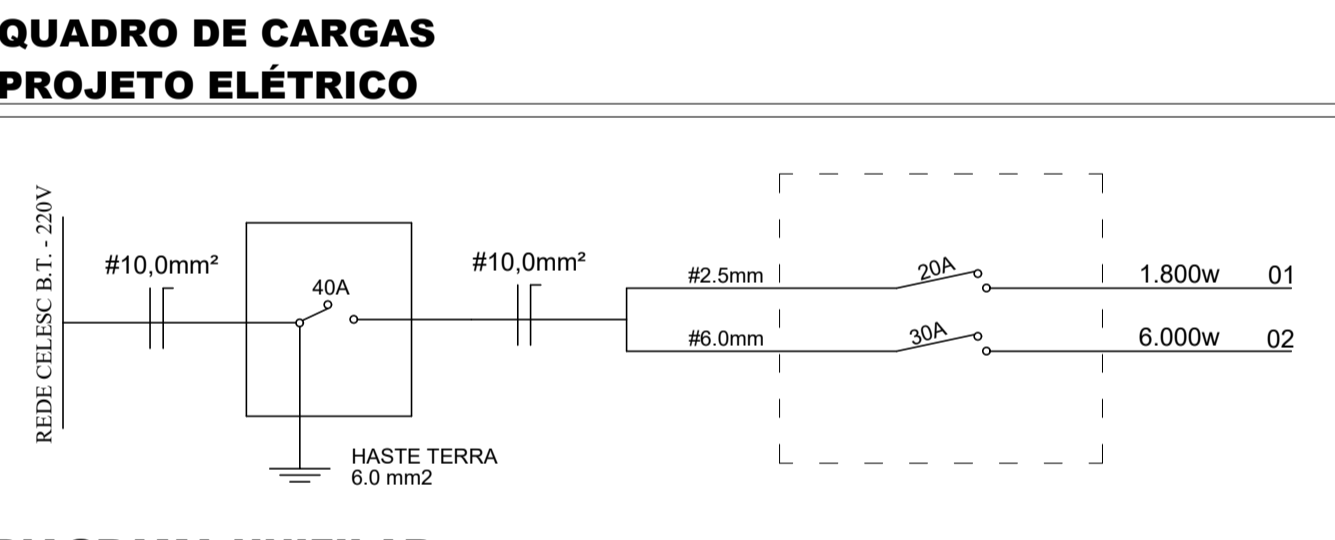 QUADRO DE CARGAS
PROJETO ELÉTRICO
REDE CELESC B.T. - 220V
#10,0mm²
40A
#10,0mm²
#2.5mm
20A
1.800w 01
#6.0mm
30A
6.000w 02
HASTE TERRA
6.0 mm2